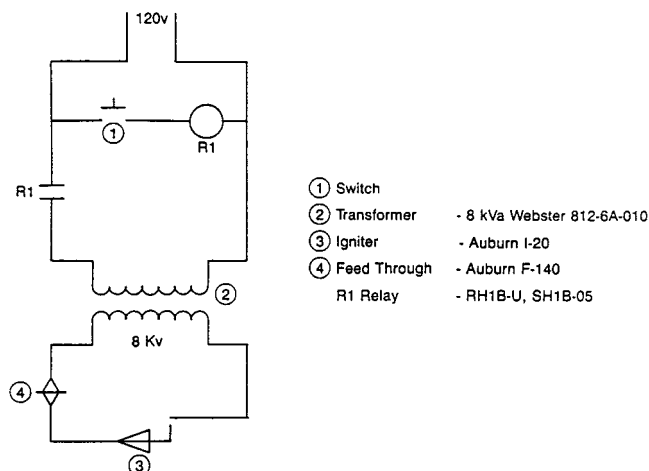 120v
1
R1
R1
2
8 Kv
4
3
1 Switch
2 Transformer - 8 kVa Webster 812-6A-010
3 Igniter - Auburn I-20
4 Feed Through - Auburn F-140
R1 Relay - RH1B-U, SH1B-05